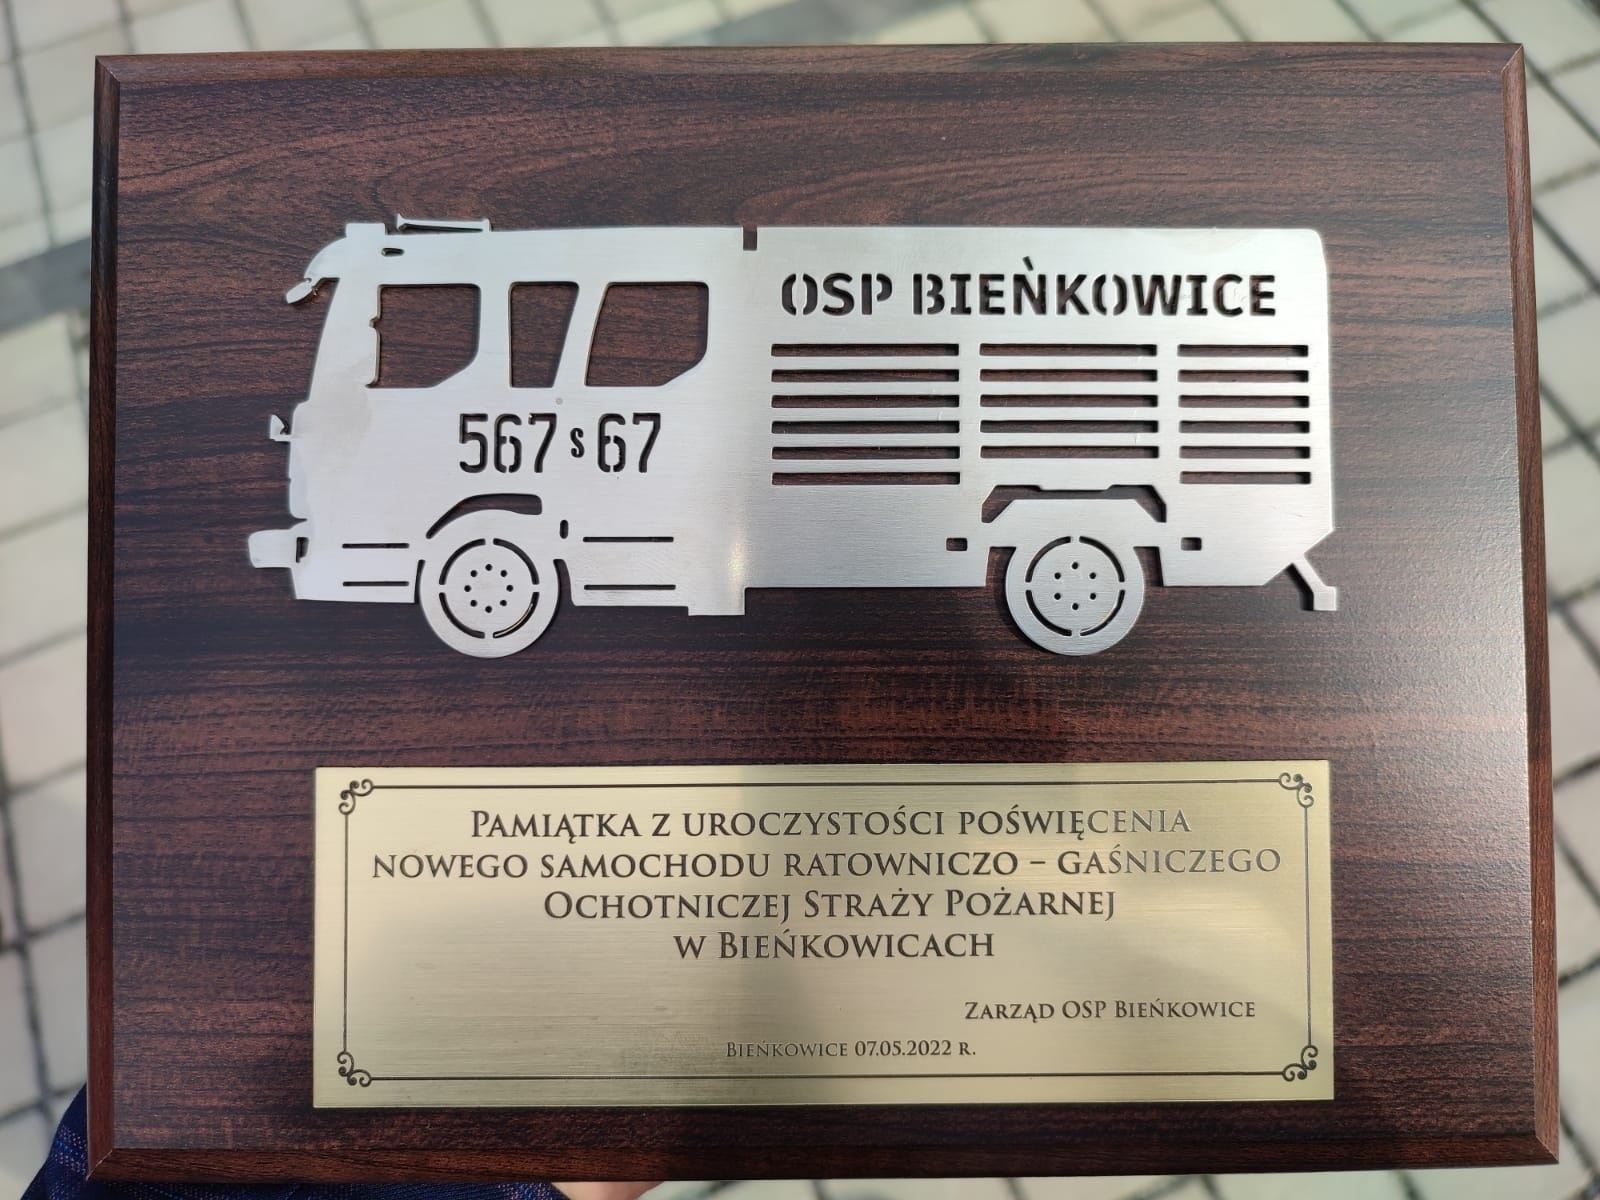 OSP BIEŃKOWICE
567 S 67
PAMIĄTKA Z UROCZYSTOŚCI POŚWIĘCENIA
NOWEGO SAMOCHODU RATOWNICZO – GAŚNICZEGO
OCHOTNICZEJ STRAŻY POŻARNEJ
W BIEŃKOWICACH
ZARZĄD OSP BIEŃKOWICE
BIEŃKOWICE 07.05.2022 R.